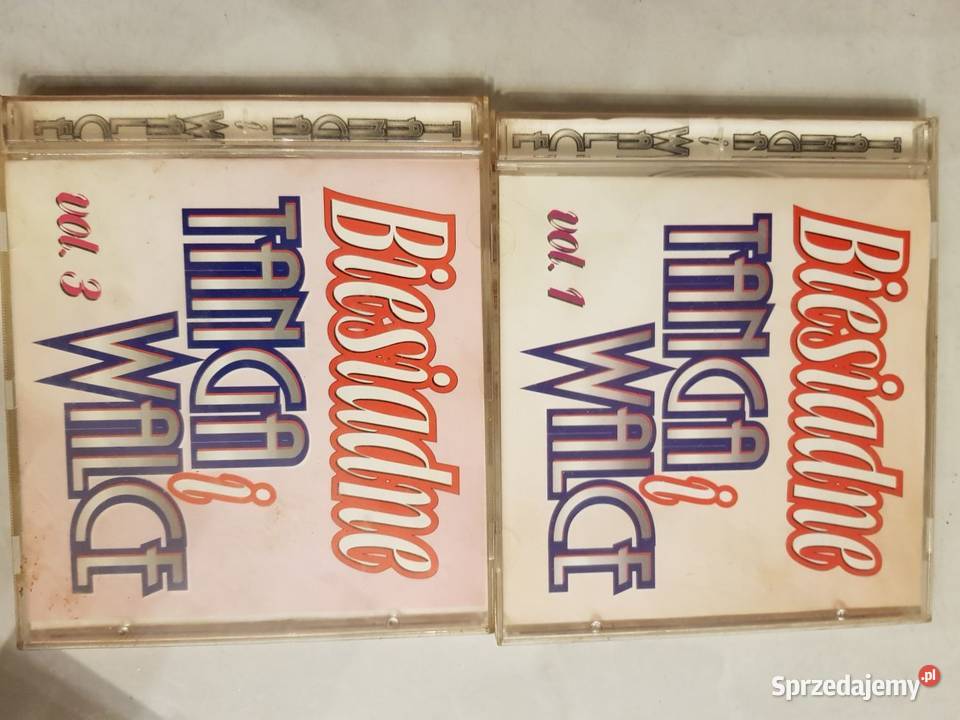 TANGA i WALCE
Biesiadne
TANGA i
WALCE
vol. 3
TANGA i WALCE
Biesiadne
TANGA i
WALCE
vol. 1
Sprzedajemy.pl